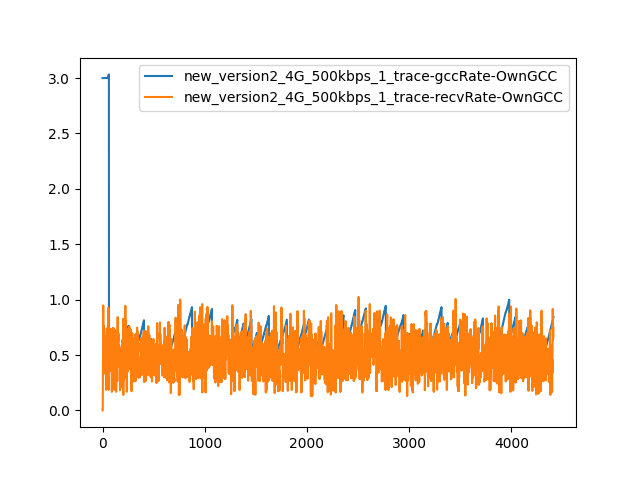 new_version2_4G_500kbps_1_trace-gccRate-OwnGCC
new_version2_4G_500kbps_1_trace-recvRate-OwnGCC
3.0
2.5
2.0
1.5
1.0
0.5
0.0
0 1000 2000 3000 4000